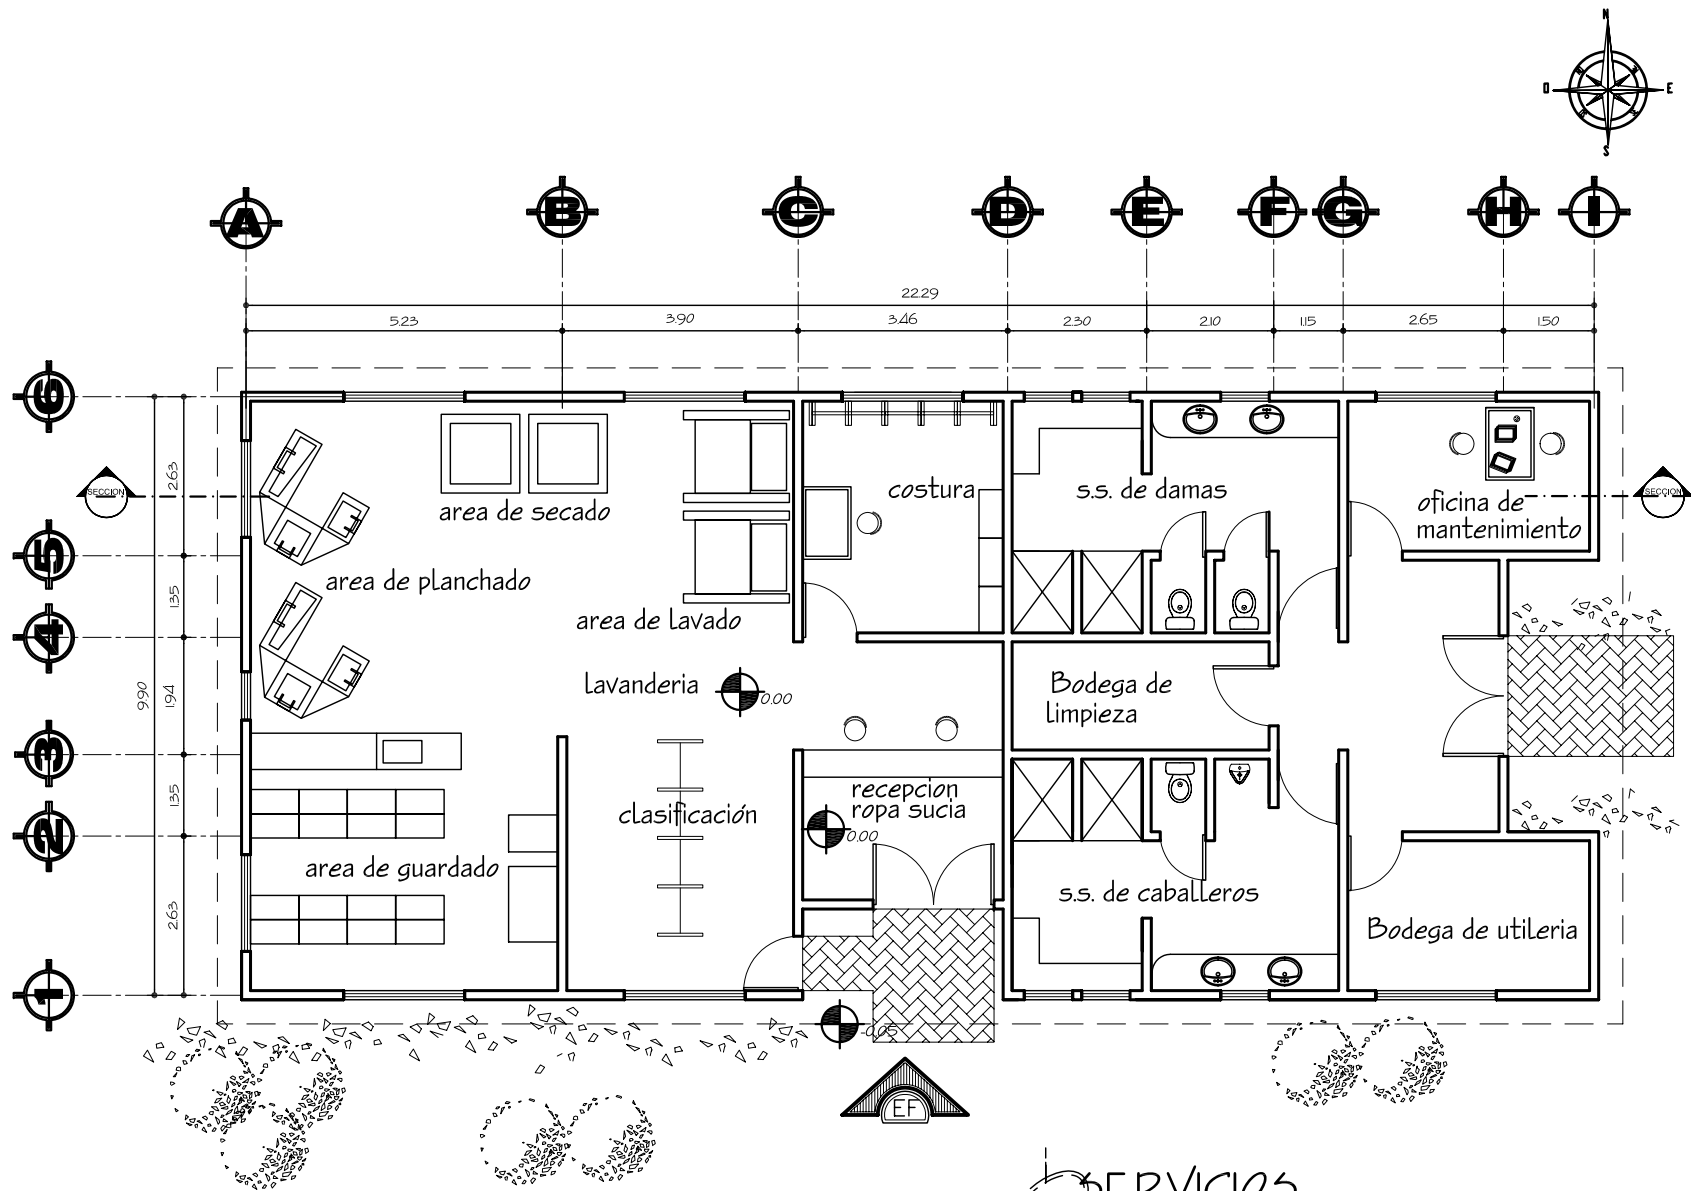 N
O
E
S
A
B
C
D
E
F
G
H
I
22.29
5.23
3.90
3.46
2.30
2.10
1.15
2.65
1.50
6
5
4
3
2
1
9.90
2.63
1.35
1.94
1.35
2.63
SECCION
SECCION
area de secado
costura
s.s. de damas
oficina de
mantenimiento
area de planchado
area de lavado
lavanderia
0.00
Bodega de
limpieza
clasificación
recepcion
ropa sucia
0.00
area de guardado
s.s. de caballeros
Bodega de utileria
-0.05
EF
SERVICIOS